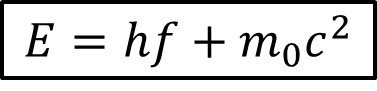 E = hf + m₀c²